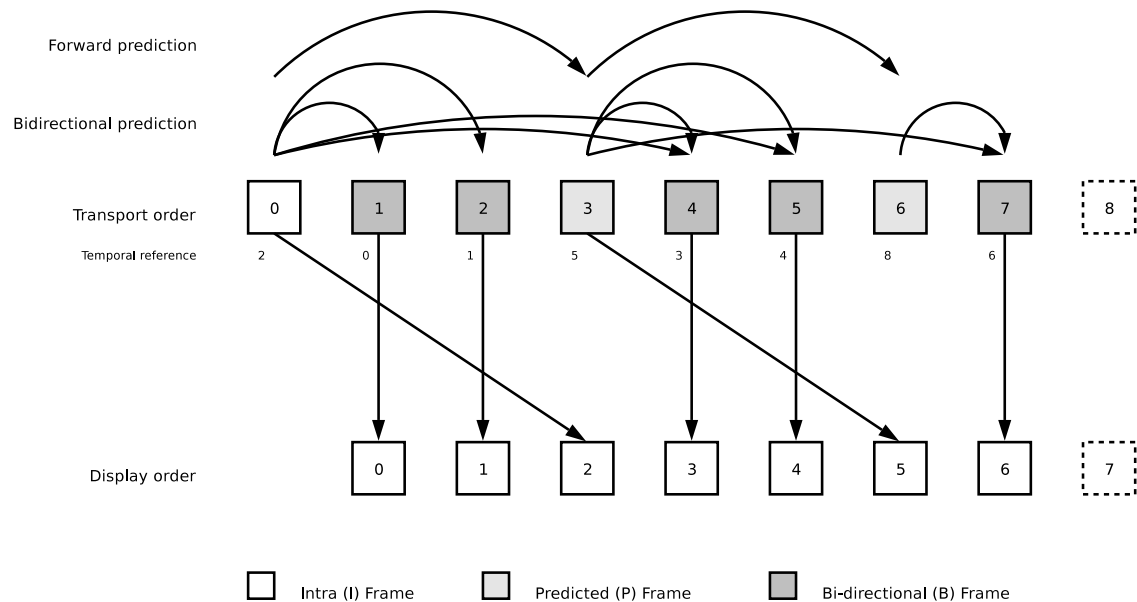 Forward prediction
Bidirectional prediction
Transport order 0 1 2 3 4 5 6 7 8
Temporal reference 2 0 1 5 3 4 8 6
Display order 0 1 2 3 4 5 6 7
Intra (I) Frame Predicted (P) Frame Bi-directional (B) Frame